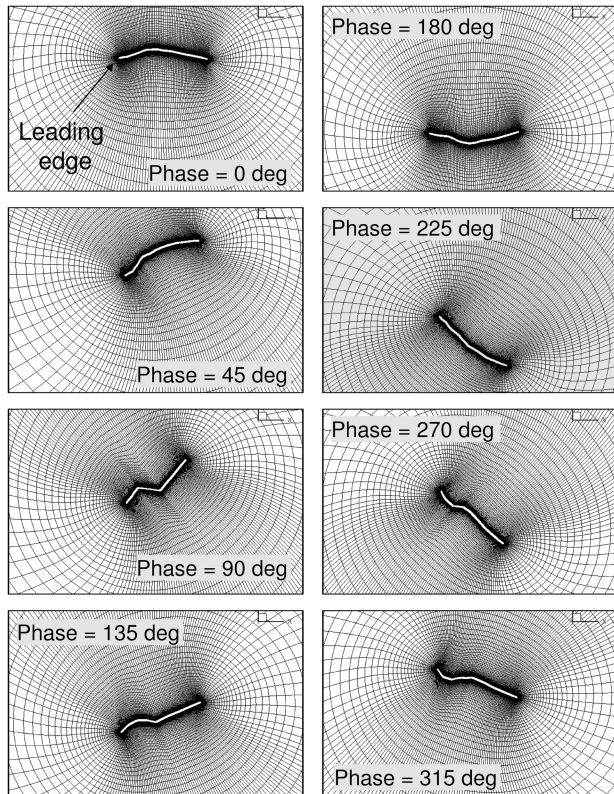 Leading
edge
Phase = 0 deg
Phase = 180 deg
Phase = 45 deg
Phase = 225 deg
Phase = 90 deg
Phase = 270 deg
Phase = 135 deg
Phase = 315 deg